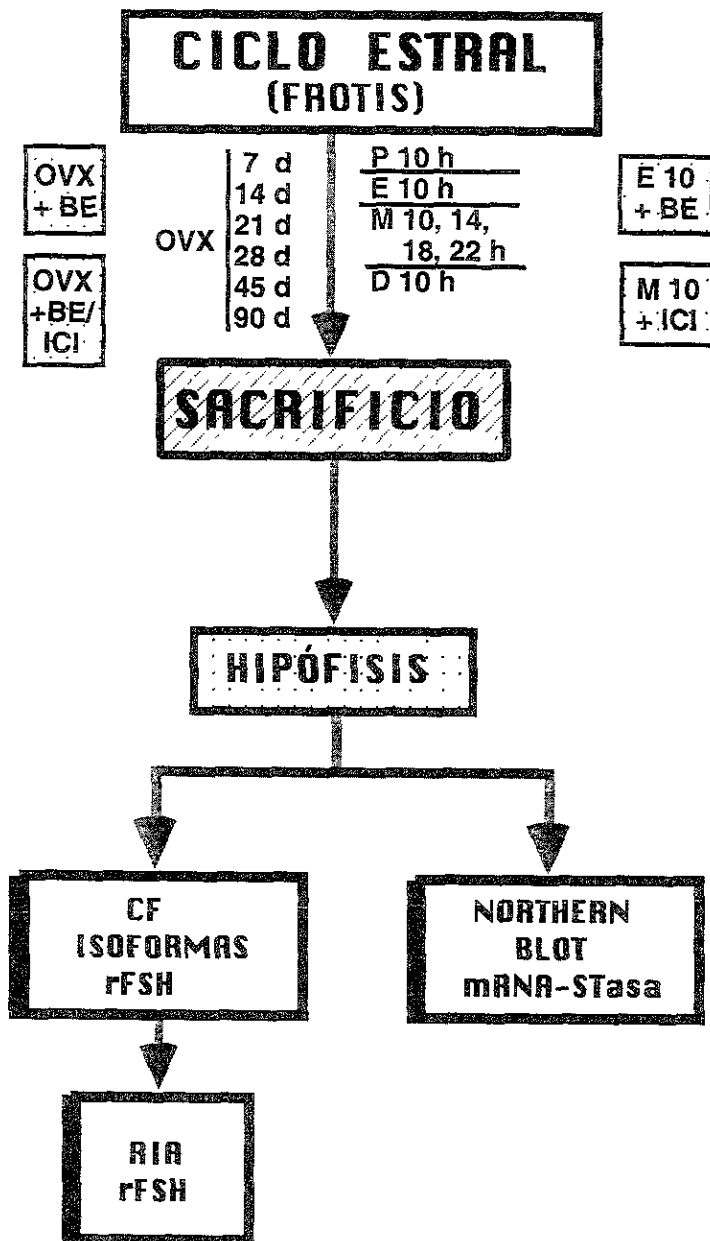 CICLO ESTRAL
(FROTIS)
OVX
+ BE
OVX
+BE/
ICI
OVX
7 d
14 d
21 d
28 d
45 d
90 d
P 10 h
E 10 h
M 10, 14,
18, 22 h
D 10 h
E 10
+ BE
M 10
+ ICI
SACRIFICIO
HIPÓFISIS
CF
ISOFORMAS
rFSH
NORTHERN
BLOT
mRNA-STasa
RIA
rFSH